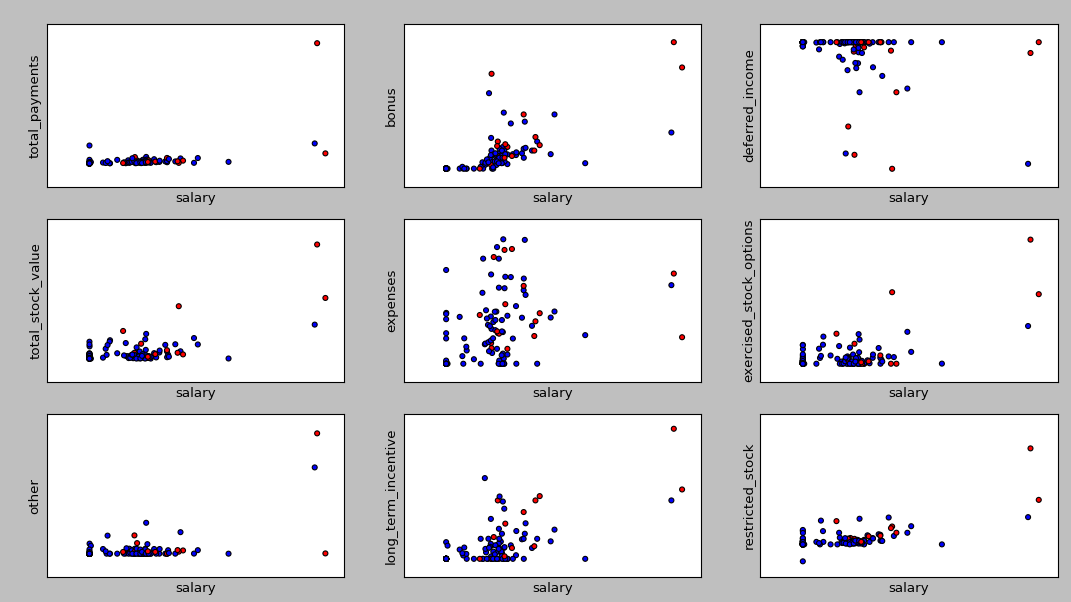 total_payments
salary
bonus
salary
deferred_income
salary
total_stock_value
salary
expenses
salary
exercised_stock_options
salary
other
salary
long_term_incentive
salary
restricted_stock
salary